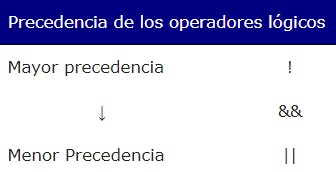 Precedencia de los operadores lógicos
Mayor precedencia !
↓ &&
Menor Precedencia ||